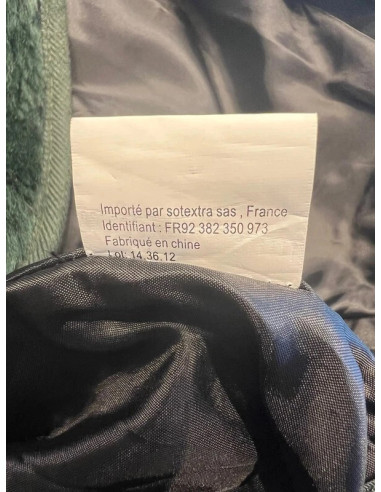 Importé par sotextra sas , France
Identifiant : FR92 382 350 973
Fabriqué en chine
Lot. 14.36.12